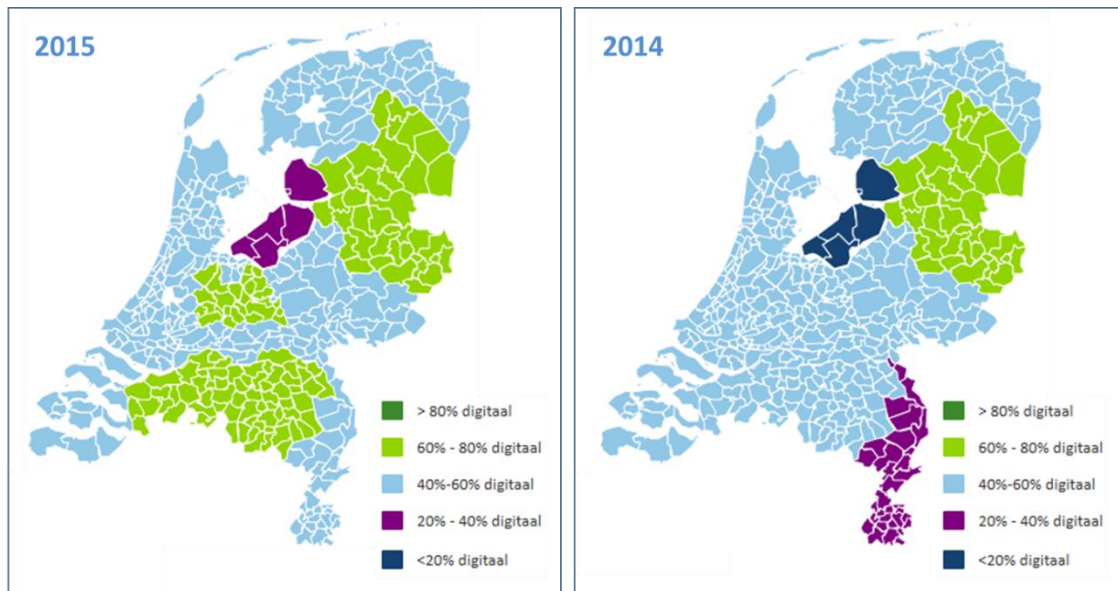 2015
> 80% digitaal
60% - 80% digitaal
40%-60% digitaal
20% - 40% digitaal
<20% digitaal
2014
> 80% digitaal
60% - 80% digitaal
40%-60% digitaal
20% - 40% digitaal
<20% digitaal